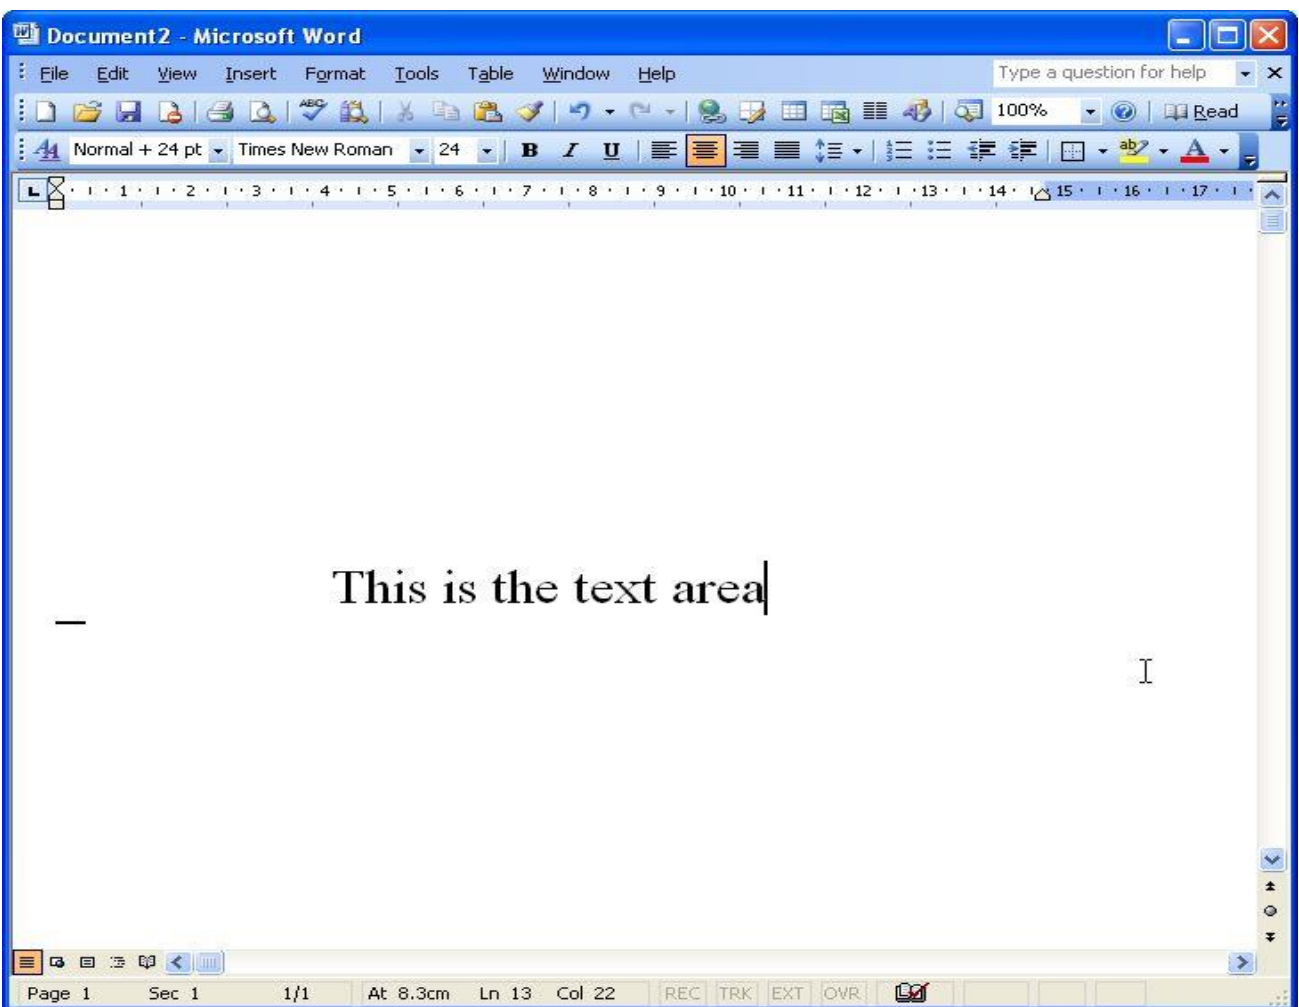 Document2 - Microsoft Word
File Edit View Insert Format Tools Table Window Help Type a question for help
ABC 100% Read
Normal + 24 pt Times New Roman 24 B I U ab A
1 2 3 4 5 6 7 8 9 10 11 12 13 14 15 16 17
This is the text area
Page 1 Sec 1 1/1 At 8.3cm Ln 13 Col 22 REC TRK EXT OVR